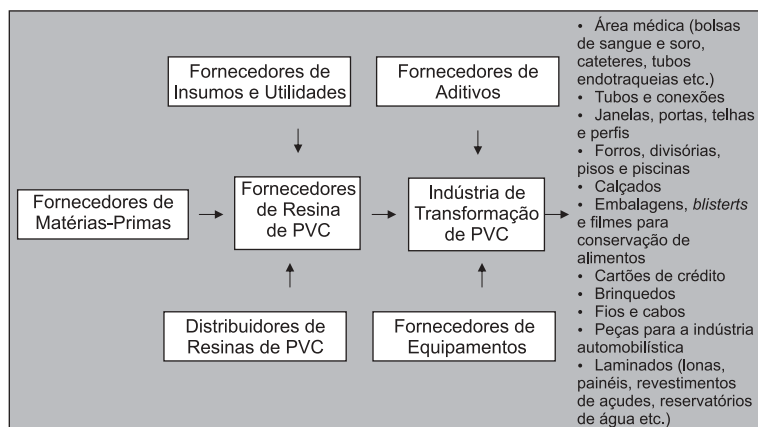 Fornecedores de
Insumos e Utilidades
Fornecedores de
Aditivos
Fornecedores de
Matérias-Primas
Fornecedores
de Resina
de PVC
Indústria de
Transformação
de PVC
Distribuidores de
Resinas de PVC
Fornecedores de
Equipamentos
• Área médica (bolsas
de sangue e soro,
cateteres, tubos
endotraqueias etc.)
• Tubos e conexões
• Janelas, portas, telhas
e perfis
• Forros, divisórias,
pisos e piscinas
• Calçados
• Embalagens, blisterts
e filmes para
conservação de
alimentos
• Cartões de crédito
• Brinquedos
• Fios e cabos
• Peças para a indústria
automobilística
• Laminados (lonas,
painéis, revestimentos
de açudes, reservatórios
de água etc.)